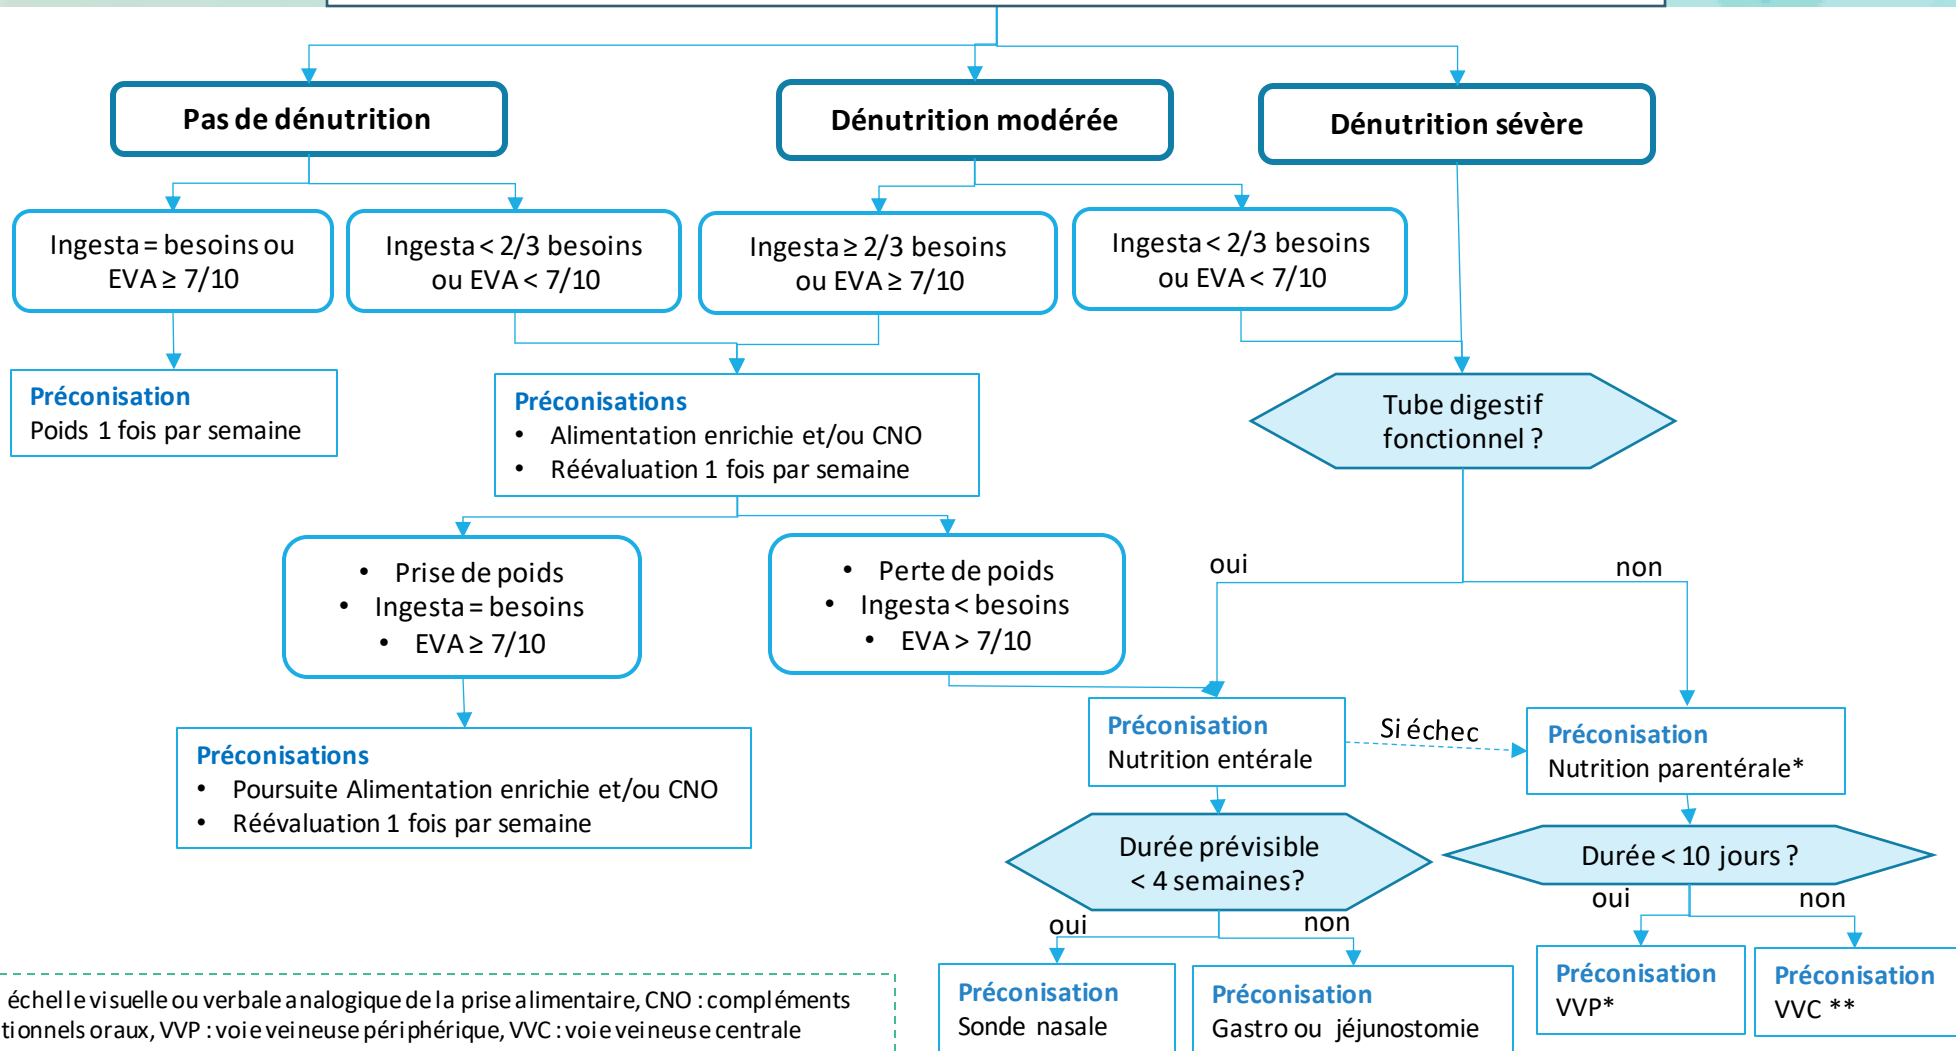 Pas de dénutrition
Dénutrition modérée
Dénutrition sévère
Ingesta = besoins ou
EVA ≥ 7/10
Ingesta < 2/3 besoins
ou EVA < 7/10
Ingesta ≥ 2/3 besoins
ou EVA ≥ 7/10
Ingesta < 2/3 besoins
ou EVA < 7/10
Préconisation
Poids 1 fois par semaine
Préconisations
• Alimentation enrichie et/ou CNO
• Réévaluation 1 fois par semaine
Tube digestif
fonctionnel ?
oui
non
• Prise de poids
• Ingesta = besoins
• EVA ≥ 7/10
• Perte de poids
• Ingesta < besoins
• EVA > 7/10
Préconisations
• Poursuite Alimentation enrichie et/ou CNO
• Réévaluation 1 fois par semaine
Préconisation
Nutrition entérale
Si échec
Préconisation
Nutrition parentérale*
Durée prévisible
< 4 semaines?
Durée < 10 jours ?
oui
non
oui
non
Préconisation
Sonde nasale
Préconisation
Gastro ou jéjunostomie
Préconisation
VVP*
Préconisation
VVC **
échelle visuelle ou verbale analogique de la prise alimentaire, CNO : compléments
tionnels oraux, VVP : voie veineuse périphérique, VVC : voie veineuse centrale